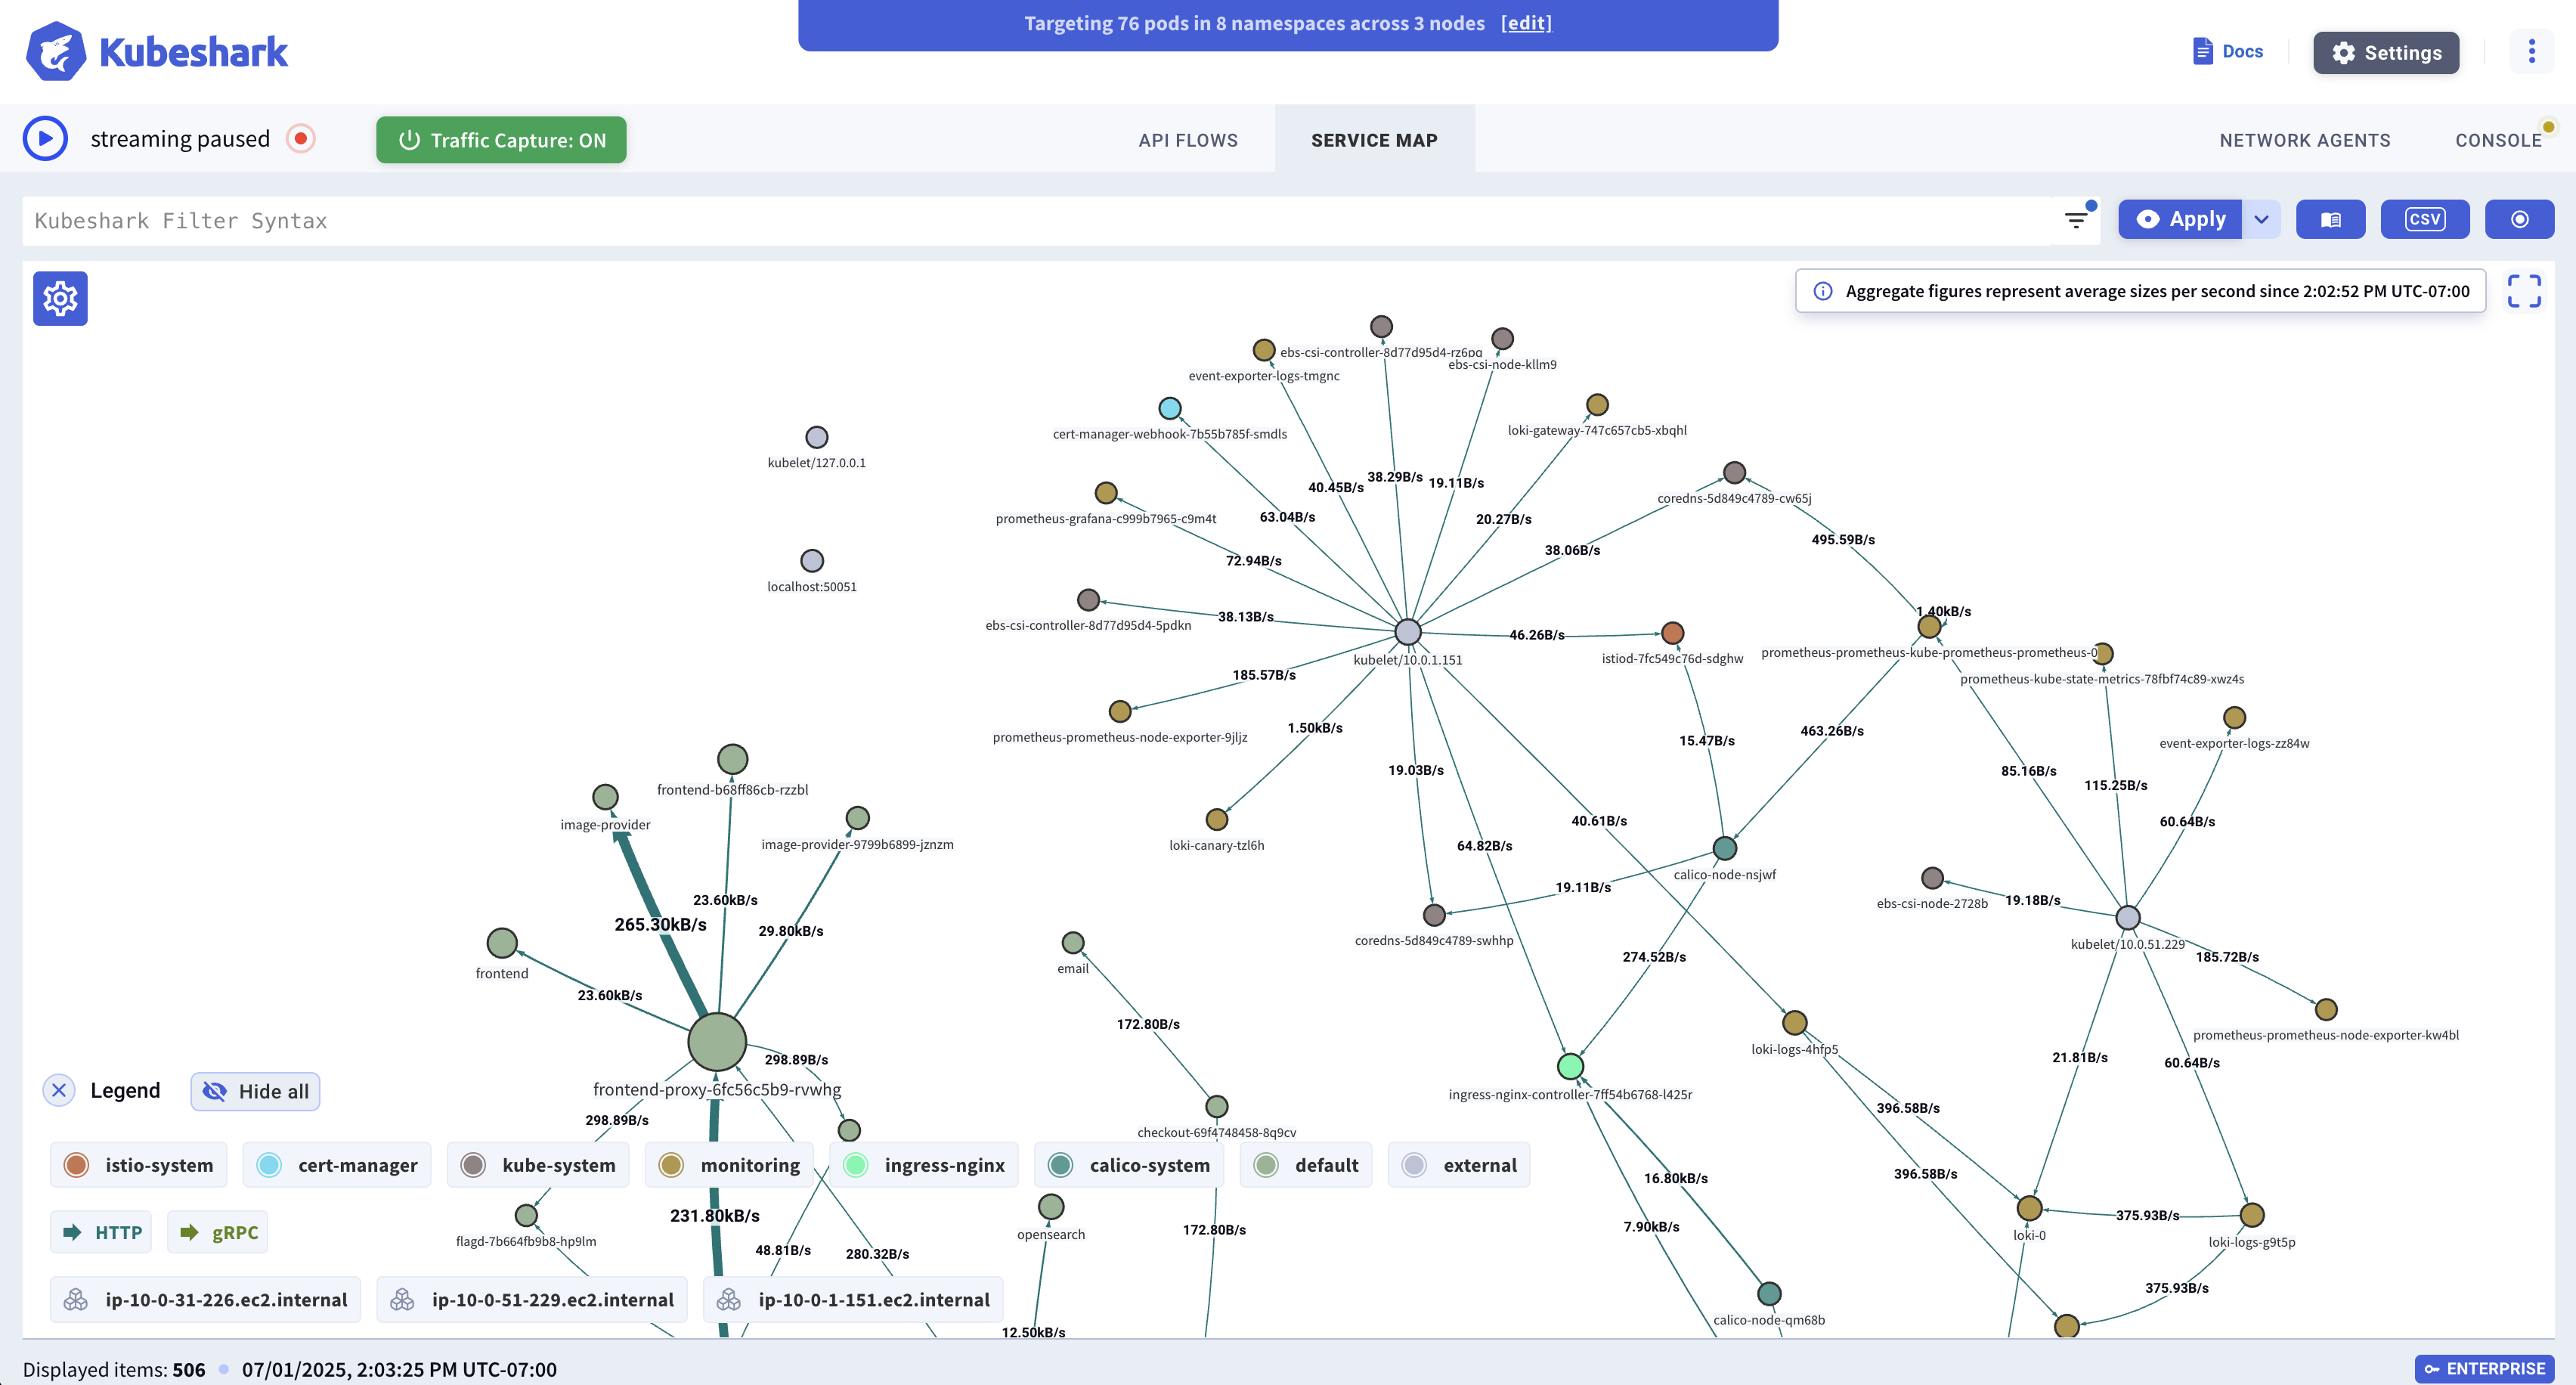 Targeting 76 pods in 8 namespaces across 3 nodes [edit]
Kubeshark
Docs
Settings
streaming paused
Traffic Capture: ON
API FLOWS
SERVICE MAP
NETWORK AGENTS
CONSOLE
Kubeshark Filter Syntax
Apply
CSV
Aggregate figures represent average sizes per second since 2:02:52 PM UTC-07:00
ebs-csi-controller-8d77d95d4-rz6pq
ebs-csi-node-kllm9
event-exporter-logs-tmgnc
cert-manager-webhook-7b55b785f-smdls
loki-gateway-747c657cb5-xbqhl
kubelet/127.0.0.1
38.29B/s
19.11B/s
40.45B/s
coredns-5d849c4789-cw65j
prometheus-grafana-c999b7965-c9m4t
63.04B/s
20.27B/s
495.59B/s
38.06B/s
72.94B/s
localhost:50051
1.40kB/s
38.13B/s
ebs-csi-controller-8d77d95d4-5pdkn
46.26B/s
kubelet/10.0.1.151
istiod-7fc549c76d-sdghw
prometheus-prometheus-kube-prometheus-prometheus-0
185.57B/s
prometheus-kube-state-metrics-78fbf74c89-xwz4s
1.50kB/s
463.26B/s
prometheus-prometheus-node-exporter-9jljz
15.47B/s
event-exporter-logs-zz84w
19.03B/s
85.16B/s
115.25B/s
frontend-b68ff86cb-rzzbl
image-provider
40.61B/s
60.64B/s
image-provider-9799b6899-jznzm
loki-canary-tzl6h
64.82B/s
calico-node-nsjwf
19.11B/s
23.60kB/s
19.18B/s
ebs-csi-node-2728b
265.30kB/s
29.80kB/s
coredns-5d849c4789-swhhp
kubelet/10.0.51.229
274.52B/s
185.72B/s
email
frontend
23.60kB/s
172.80B/s
prometheus-prometheus-node-exporter-kw4bl
loki-logs-4hfp5
298.89B/s
21.81B/s
60.64B/s
Legend
Hide all
frontend-proxy-6fc56c5b9-rvwhg
ingress-nginx-controller-7ff54b6768-l425r
396.58B/s
298.89B/s
checkout-69f4748458-8q9cv
istio-system
cert-manager
kube-system
monitoring
ingress-nginx
calico-system
default
external
396.58B/s
16.80kB/s
231.80kB/s
375.93B/s
7.90kB/s
172.80B/s
HTTP
gRPC
opensearch
loki-0
flagd-7b664fb9b8-hp9lm
loki-logs-g9t5p
48.81B/s
280.32B/s
375.93B/s
ip-10-0-31-226.ec2.internal
ip-10-0-51-229.ec2.internal
ip-10-0-1-151.ec2.internal
calico-node-qm68b
12.50kB/s
Displayed items: 506
07/01/2025, 2:03:25 PM UTC-07:00
ENTERPRISE